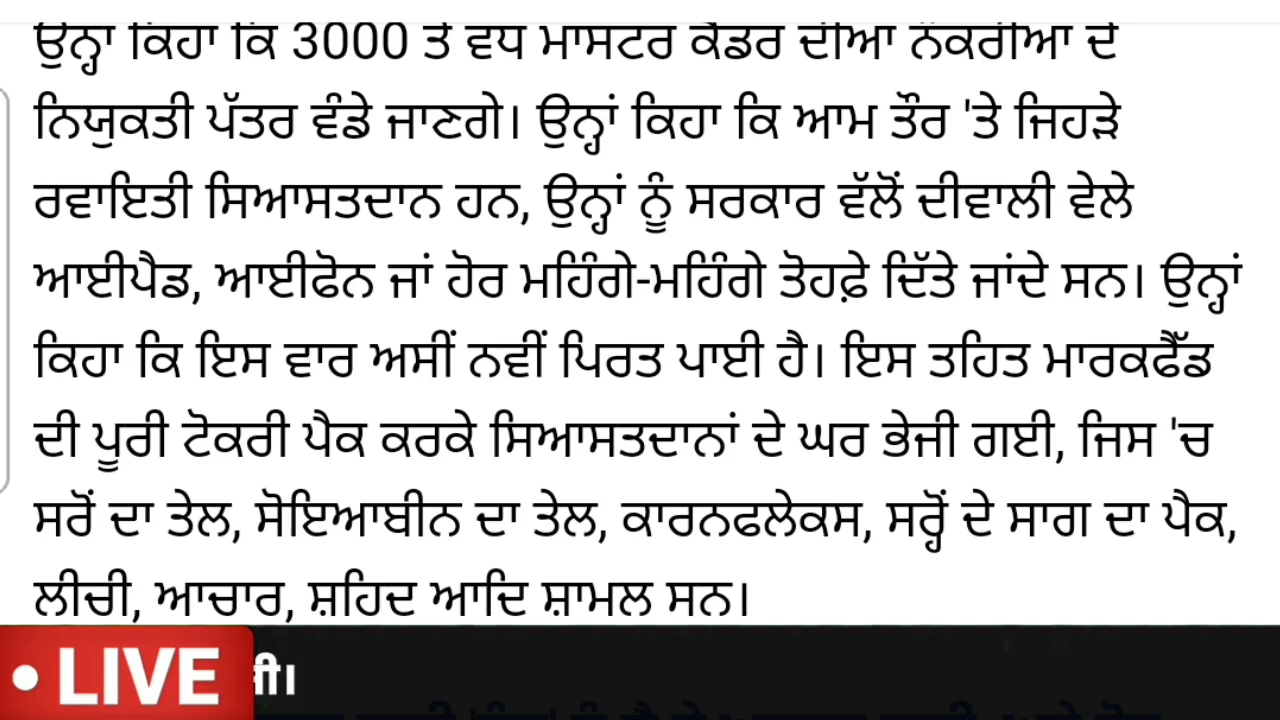 ਉਨ੍ਹਾਂ ਕਿਹਾ ਕਿ 3000 ਤੋਂ ਵੱਧ ਮਾਸਟਰ ਕੈਡਰ ਦੀਆਂ ਨੌਕਰੀਆਂ ਦੇ
ਨਿਯੁਕਤੀ ਪੱਤਰ ਵੰਡੇ ਜਾਣਗੇ। ਉਨ੍ਹਾਂ ਕਿਹਾ ਕਿ ਆਮ ਤੌਰ 'ਤੇ ਜਿਹੜੇ
ਰਵਾਇਤੀ ਸਿਆਸਤਦਾਨ ਹਨ, ਉਨ੍ਹਾਂ ਨੂੰ ਸਰਕਾਰ ਵੱਲੋਂ ਦੀਵਾਲੀ ਵੇਲੇ
ਆਈਪੈਡ, ਆਈਫੋਨ ਜਾਂ ਹੋਰ ਮਹਿੰਗੇ-ਮਹਿੰਗੇ ਤੋਹਫ਼ੇ ਦਿੱਤੇ ਜਾਂਦੇ ਸਨ। ਉਨ੍ਹਾਂ
ਕਿਹਾ ਕਿ ਇਸ ਵਾਰ ਅਸੀਂ ਨਵੀਂ ਪਿਰਤ ਪਾਈ ਹੈ। ਇਸ ਤਹਿਤ ਮਾਰਕਫੈੱਡ
ਦੀ ਪੂਰੀ ਟੋਕਰੀ ਪੈਕ ਕਰਕੇ ਸਿਆਸਤਦਾਨਾਂ ਦੇ ਘਰ ਭੇਜੀ ਗਈ, ਜਿਸ 'ਚ
ਸਰੋਂ ਦਾ ਤੇਲ, ਸੋਇਆਬੀਨ ਦਾ ਤੇਲ, ਕਾਰਨਫਲੇਕਸ, ਸਰ੍ਹੋਂ ਦੇ ਸਾਗ ਦਾ ਪੈਕ,
ਲੀਚੀ, ਆਚਾਰ, ਸ਼ਹਿਦ ਆਦਿ ਸ਼ਾਮਲ ਸਨ।
• LIVE